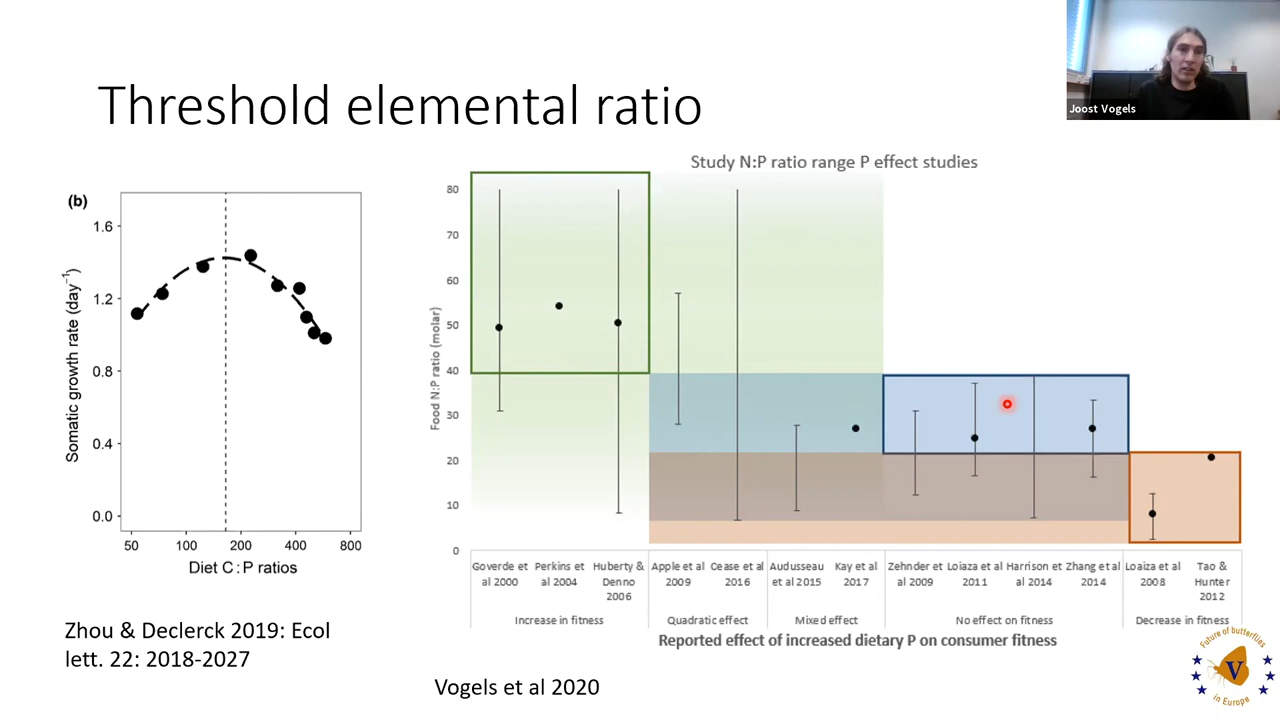 Joost Vogels
Threshold elemental ratio
(b)
Somatic growth rate (day⁻¹)
1.6
1.2
0.8
0.4
0.0
50 100 200 400 800
Diet C:P ratios
Zhou & Declerck 2019: Ecol
lett. 22: 2018-2027
Study N:P ratio range P effect studies
Food N:P ratio (molar)
80
70
60
50
40
30
20
10
0
Goverde et al 2000
Perkins et al 2004
Huberty & Denno 2006
Apple et al 2009
Cease et al 2016
Audusseau et al 2015
Kay et al 2017
Zehnder et al 2009
Loiaza et al 2011
Harrison et al 2014
Zhang et al 2014
Loaiza et al 2008
Tao & Hunter 2012
Increase in fitness
Quadratic effect
Mixed effect
No effect on fitness
Decrease in fitness
Reported effect of increased dietary P on consumer fitness
Vogels et al 2020
Future of butterflies
V
in Europe